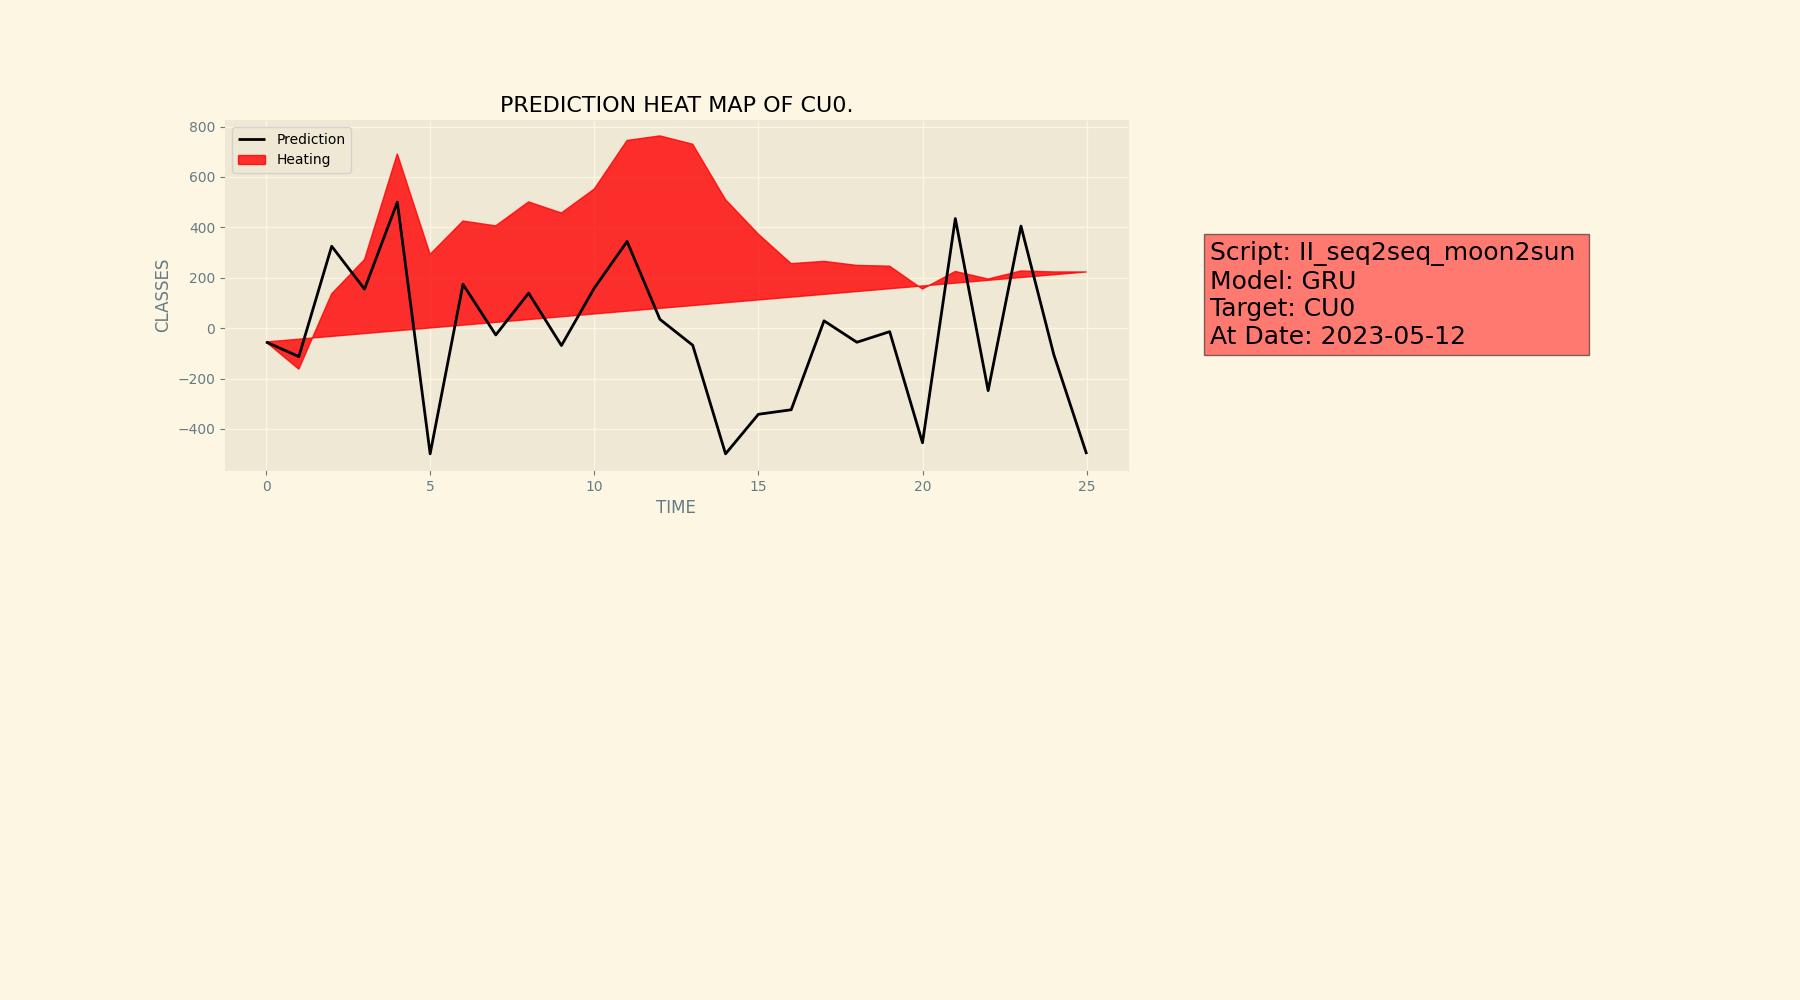 PREDICTION HEAT MAP OF CU0.
Prediction
Heating
800
600
400
200
0
−200
−400
CLASSES
0 5 10 15 20 25
TIME
Script: II_seq2seq_moon2sun
Model: GRU
Target: CU0
At Date: 2023-05-12